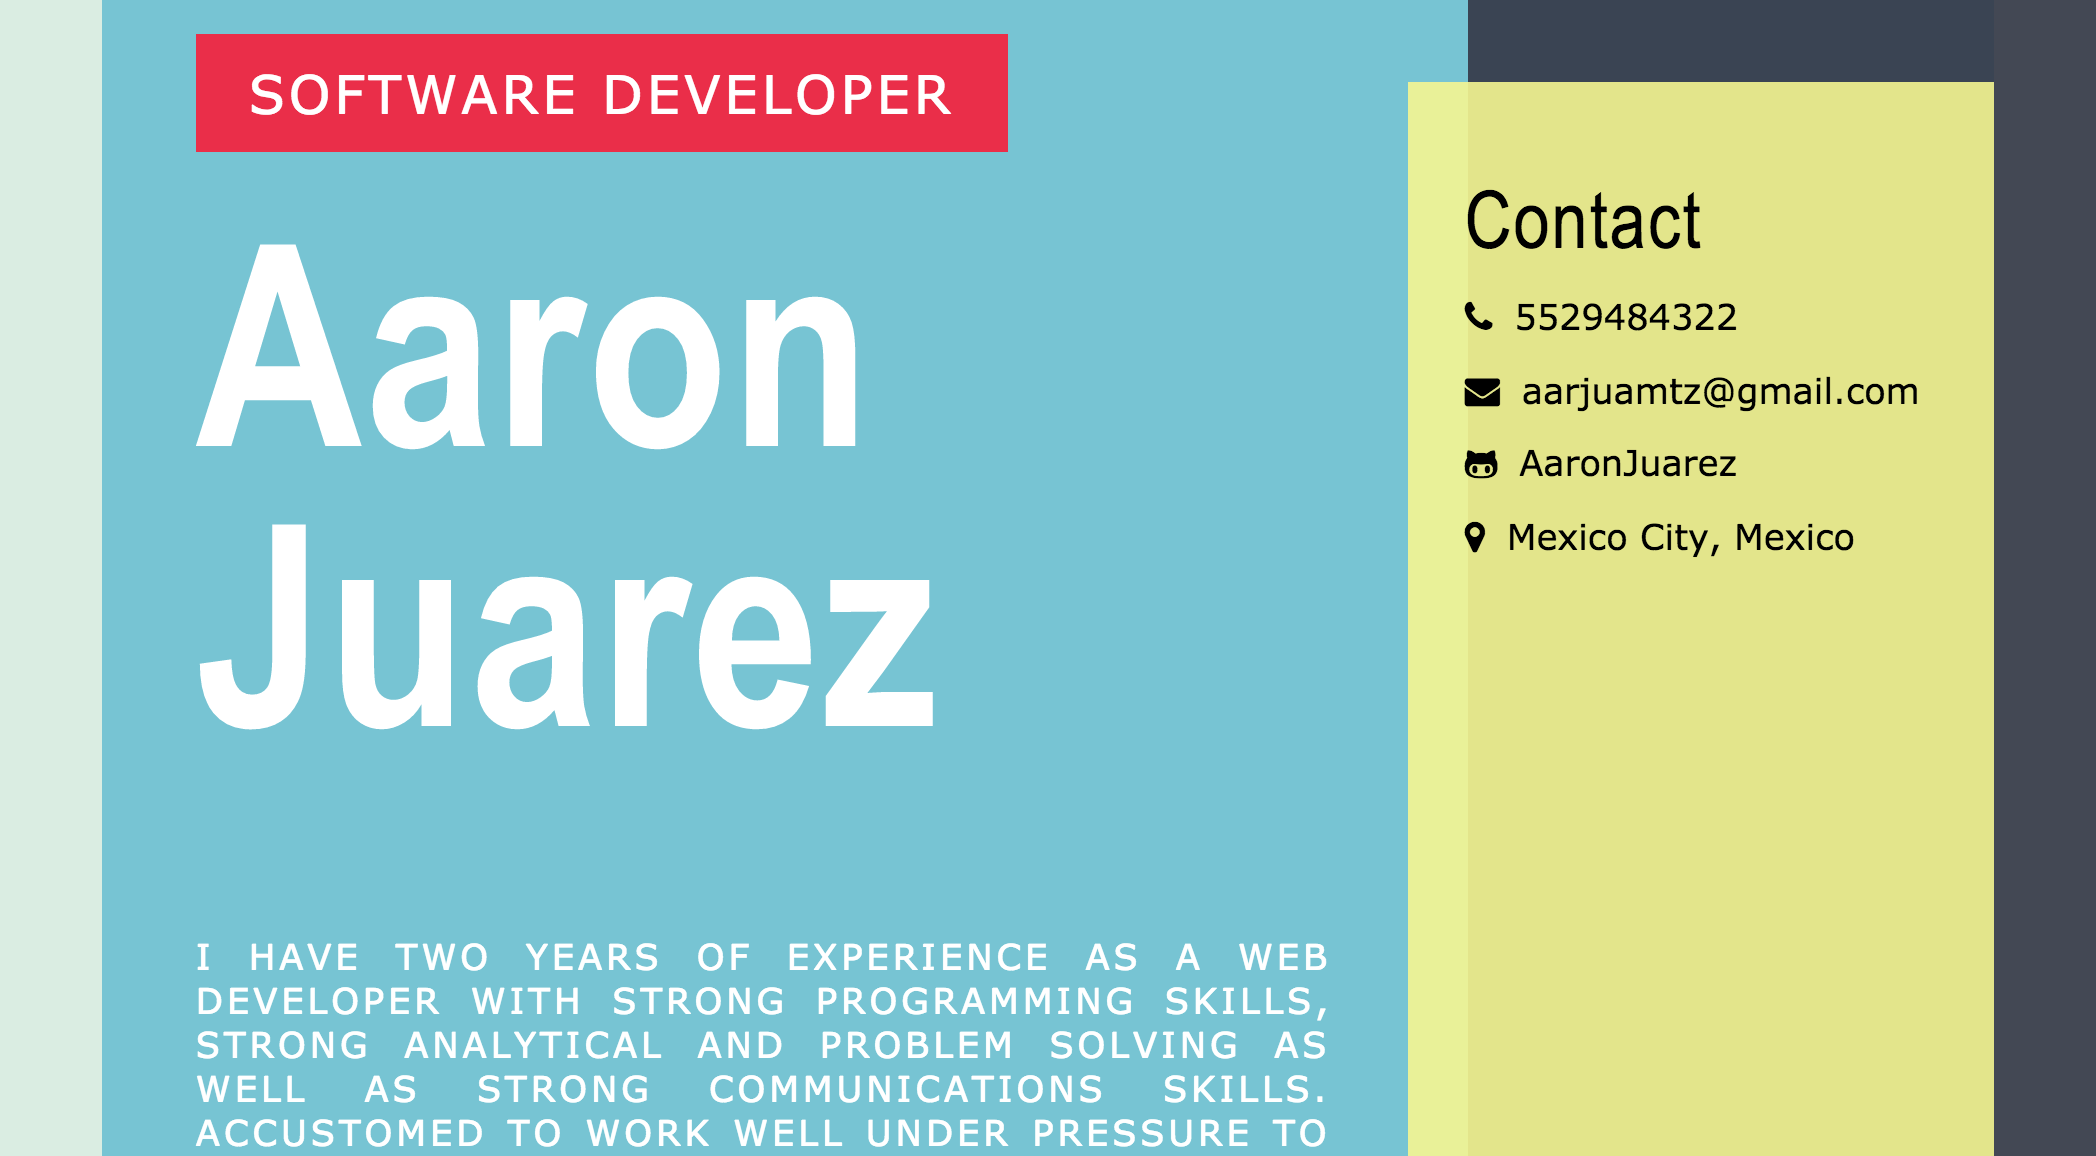 SOFTWARE DEVELOPER
Aaron
Juarez
I HAVE TWO YEARS OF EXPERIENCE AS A WEB
DEVELOPER WITH STRONG PROGRAMMING SKILLS,
STRONG ANALYTICAL AND PROBLEM SOLVING AS
WELL AS STRONG COMMUNICATIONS SKILLS.
ACCUSTOMED TO WORK WELL UNDER PRESSURE TO
Contact
5529484322
aarjuamtz@gmail.com
AaronJuarez
Mexico City, Mexico